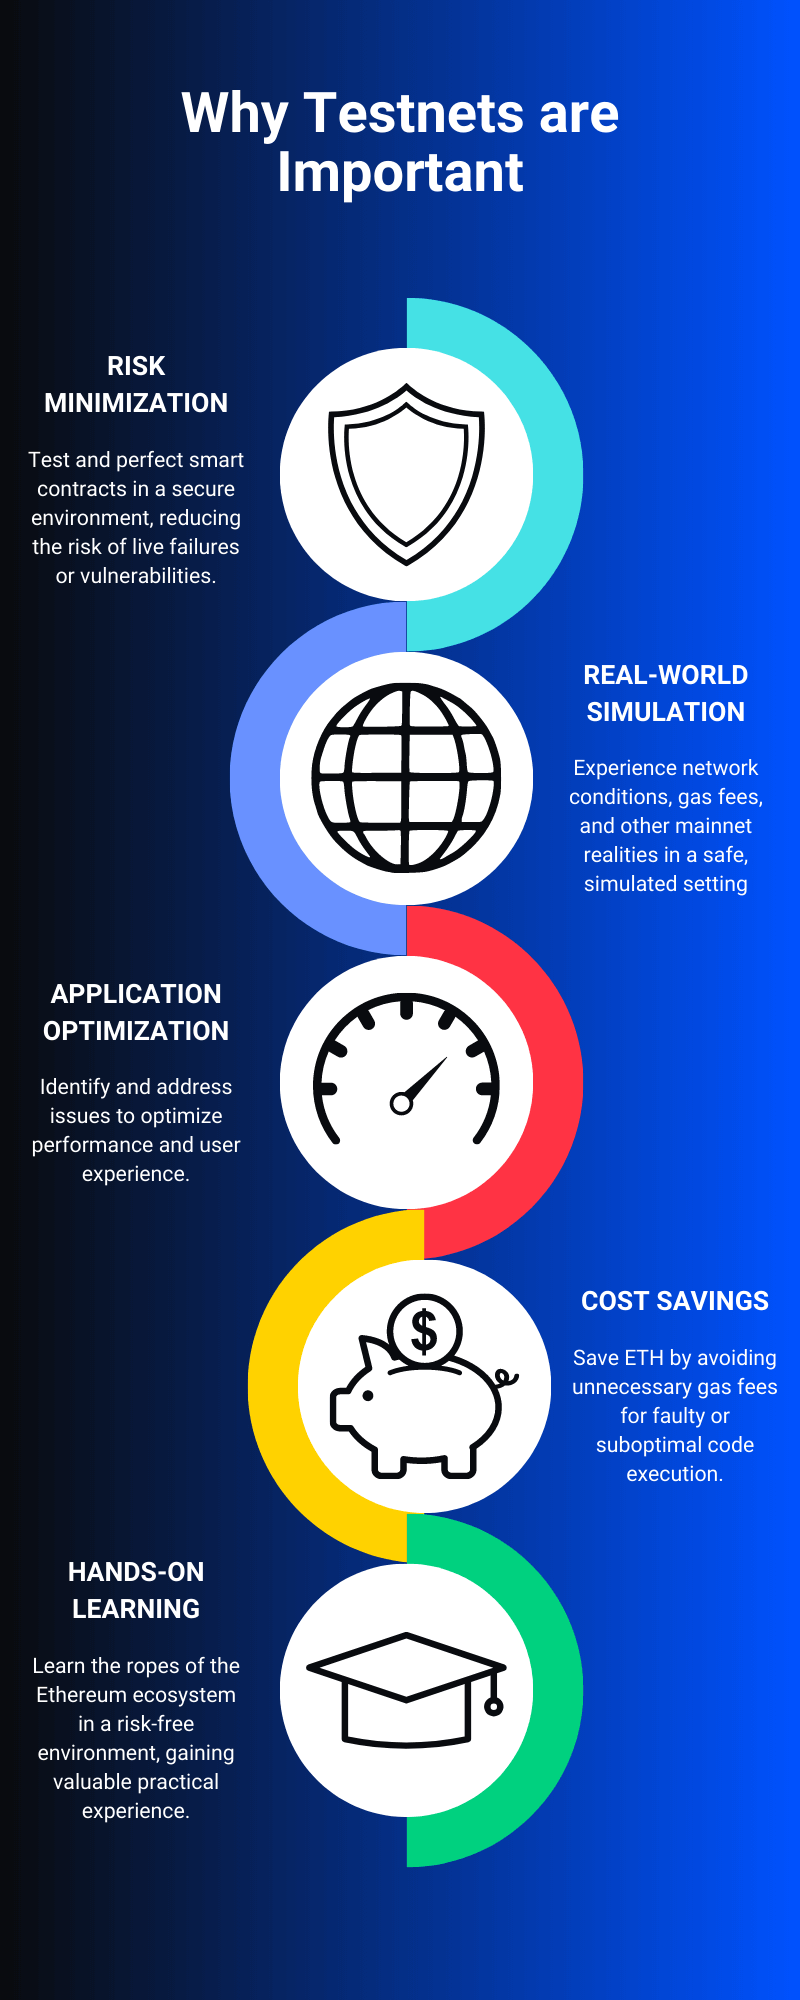 Why Testnets are
Important
RISK
MINIMIZATION
Test and perfect smart
contracts in a secure
environment, reducing
the risk of live failures
or vulnerabilities.
REAL-WORLD
SIMULATION
Experience network
conditions, gas fees,
and other mainnet
realities in a safe,
simulated setting
APPLICATION
OPTIMIZATION
Identify and address
issues to optimize
performance and user
experience.
$
COST SAVINGS
Save ETH by avoiding
unnecessary gas fees
for faulty or
suboptimal code
execution.
HANDS-ON
LEARNING
Learn the ropes of the
Ethereum ecosystem
in a risk-free
environment, gaining
valuable practical
experience.